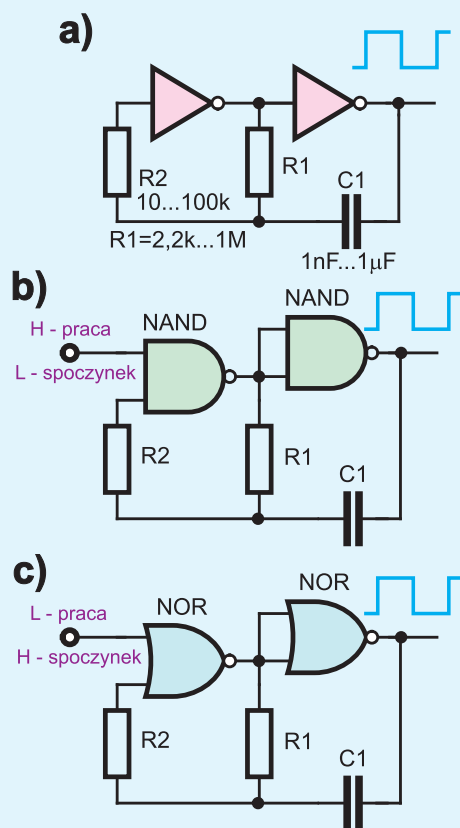 a)
R2
10...100k
R1
C1
R1=2,2k...1M
1nF...1µF
b)
NAND
NAND
H - praca
L - spoczynek
R2
R1
C1
c)
NOR
NOR
L - praca
H - spoczynek
R2
R1
C1